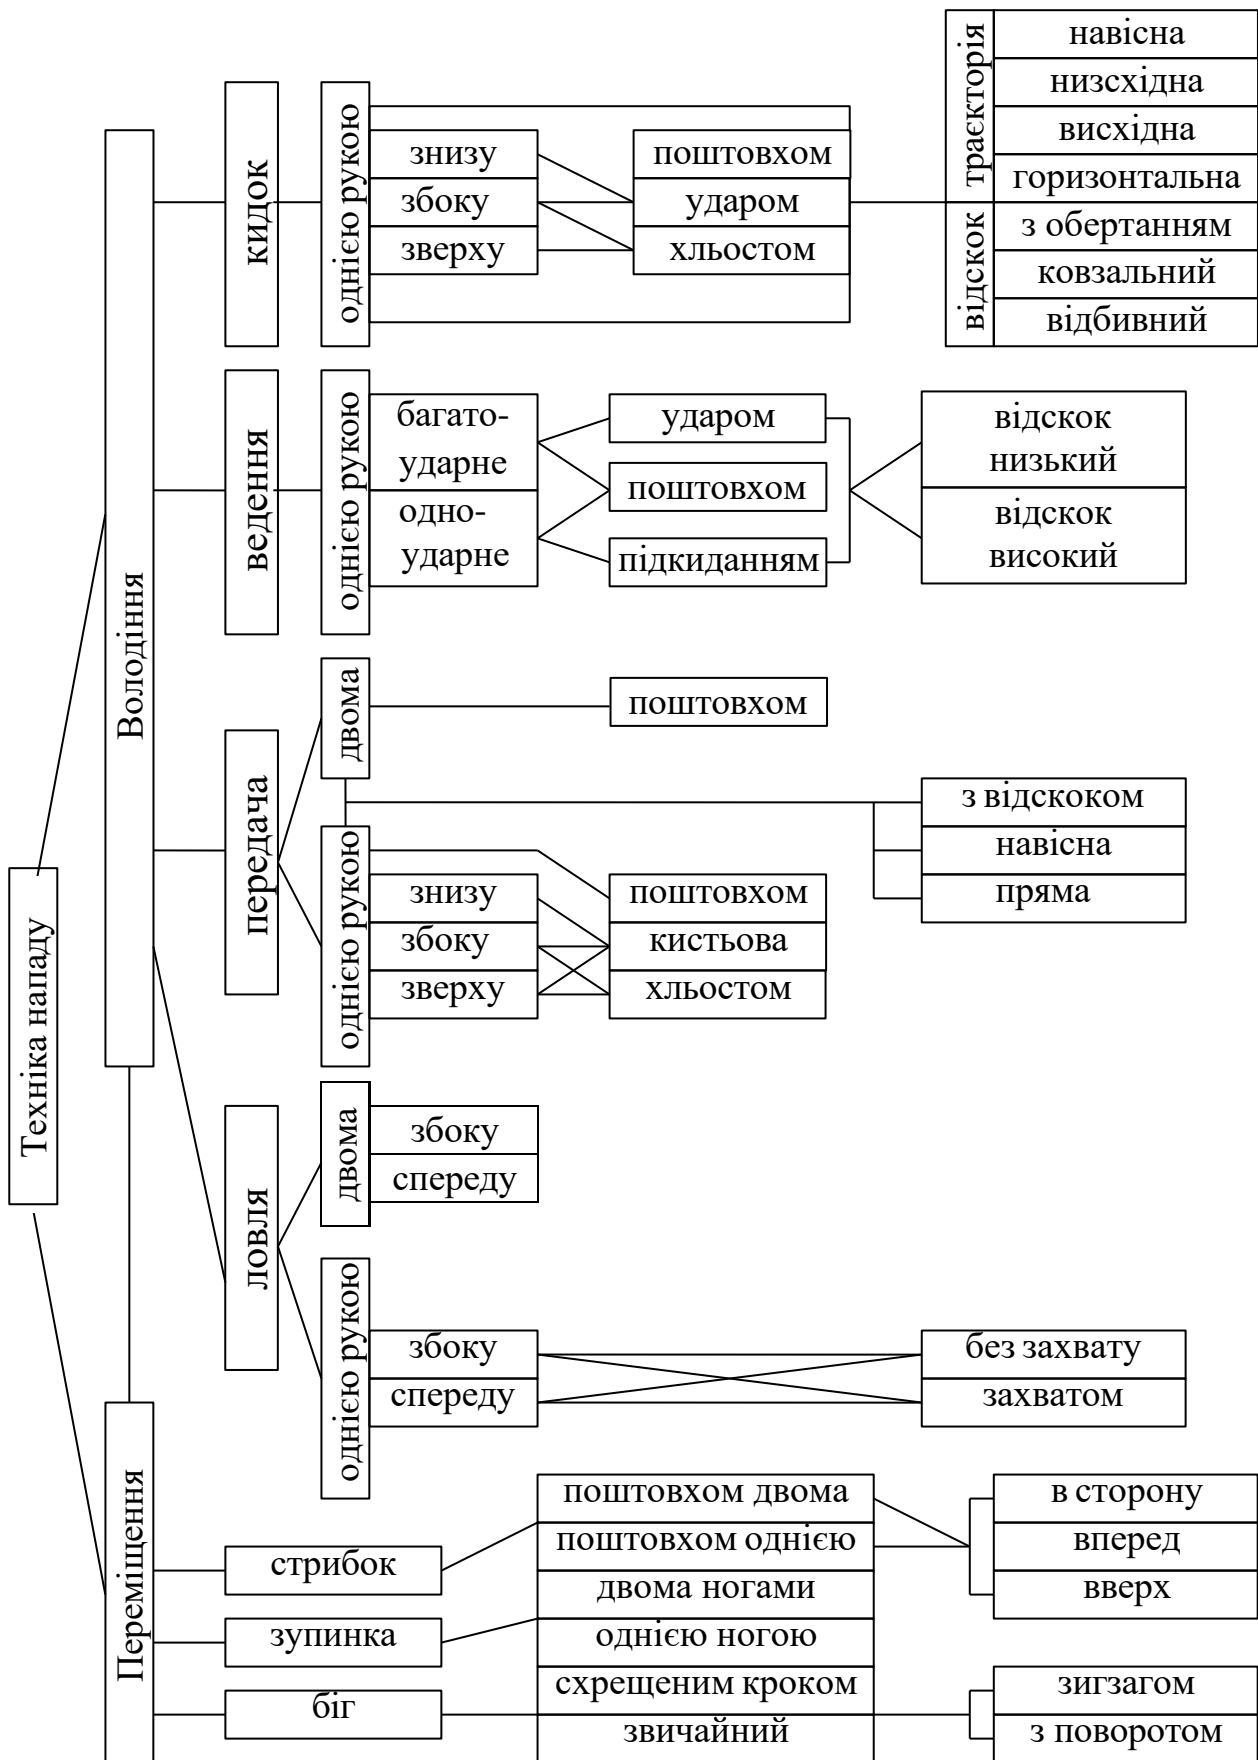 Техніка нападу
Володіння
кидок
однією рукою
знизу
збоку
зверху
поштовхом
ударом
хльостом
траєкторія
навісна
низсхідна
висхідна
горизонтальна
відскок
з обертанням
ковзальний
відбивний
ведення
однією рукою
багато-
ударне
одно-
ударне
ударом
поштовхом
підкиданням
відскок
низький
відскок
високий
передача
двома
поштовхом
з відскоком
навісна
пряма
однією рукою
знизу
збоку
зверху
поштовхом
кистьова
хльостом
ловля
двома
збоку
спереду
однією рукою
збоку
спереду
без захвату
захватом
Переміщення
стрибок
поштовхом двома
поштовхом однією
в сторону
вперед
вверх
зупинка
двома ногами
однією ногою
біг
схрещеним кроком
звичайний
зигзагом
з поворотом